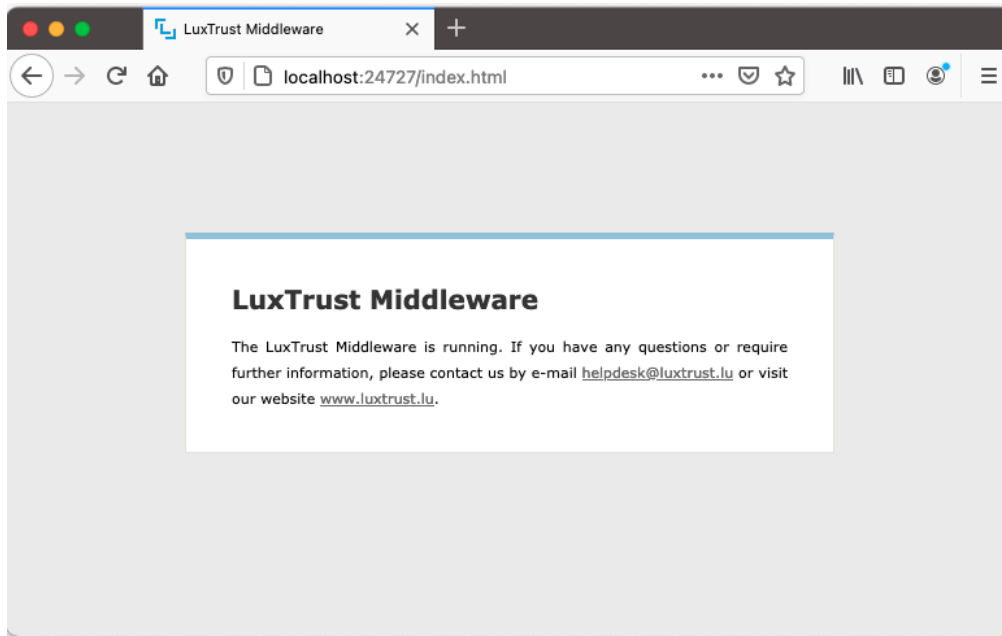 LuxTrust Middleware
localhost:24727/index.html
LuxTrust Middleware
The LuxTrust Middleware is running. If you have any questions or require
further information, please contact us by e-mail helpdesk@luxtrust.lu or visit
our website www.luxtrust.lu.